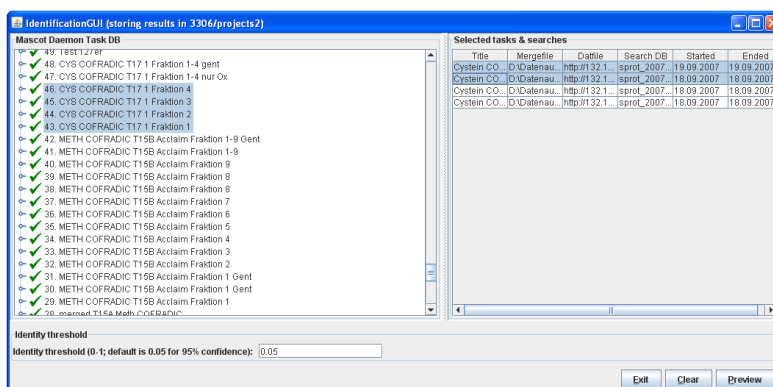 IdentificationGUI (storing results in 3306/projects2)
Mascot Daemon Task DB
49. Test 127er
48. CYS COFRADIC T17 1 Fraktion 1-4 gent
47. CYS COFRADIC T17 1 Fraktion 1-4 nur Ox
46. CYS COFRADIC T17 1 Fraktion 4
45. CYS COFRADIC T17 1 Fraktion 3
44. CYS COFRADIC T17 1 Fraktion 2
43. CYS COFRADIC T17 1 Fraktion 1
42. METH COFRADIC T15B Acclaim Fraktion 1-9 Gent
41. METH COFRADIC T15B Acclaim Fraktion 1-9
40. METH COFRADIC T15B Acclaim Fraktion 9
39. METH COFRADIC T15B Acclaim Fraktion 8
38. METH COFRADIC T15B Acclaim Fraktion 8
37. METH COFRADIC T15B Acclaim Fraktion 7
36. METH COFRADIC T15B Acclaim Fraktion 6
35. METH COFRADIC T15B Acclaim Fraktion 5
34. METH COFRADIC T15B Acclaim Fraktion 4
33. METH COFRADIC T15B Acclaim Fraktion 3
32. METH COFRADIC T15B Acclaim Fraktion 2
31. METH COFRADIC T15B Acclaim Fraktion 1 Gent
30. METH COFRADIC T15B Acclaim Fraktion 1 Gent
29. METH COFRADIC T15B Acclaim Fraktion 1
28. merged T15A Meth COFRADIC
Selected tasks & searches
Title Mergefile Datfile Search DB Started Ended
Cystein CO... D:\Datenau... http://132.1... sprot_2007... 19.09.2007 19.09.2007
Cystein CO... D:\Datenau... http://132.1... sprot_2007... 18.09.2007 18.09.2007
Cystein CO... D:\Datenau... http://132.1... sprot_2007... 18.09.2007 18.09.2007
Cystein CO... D:\Datenau... http://132.1... sprot_2007... 18.09.2007 18.09.2007
Identity threshold
Identity threshold (0-1; default is 0.05 for 95% confidence): 0.05
Exit Clear Preview